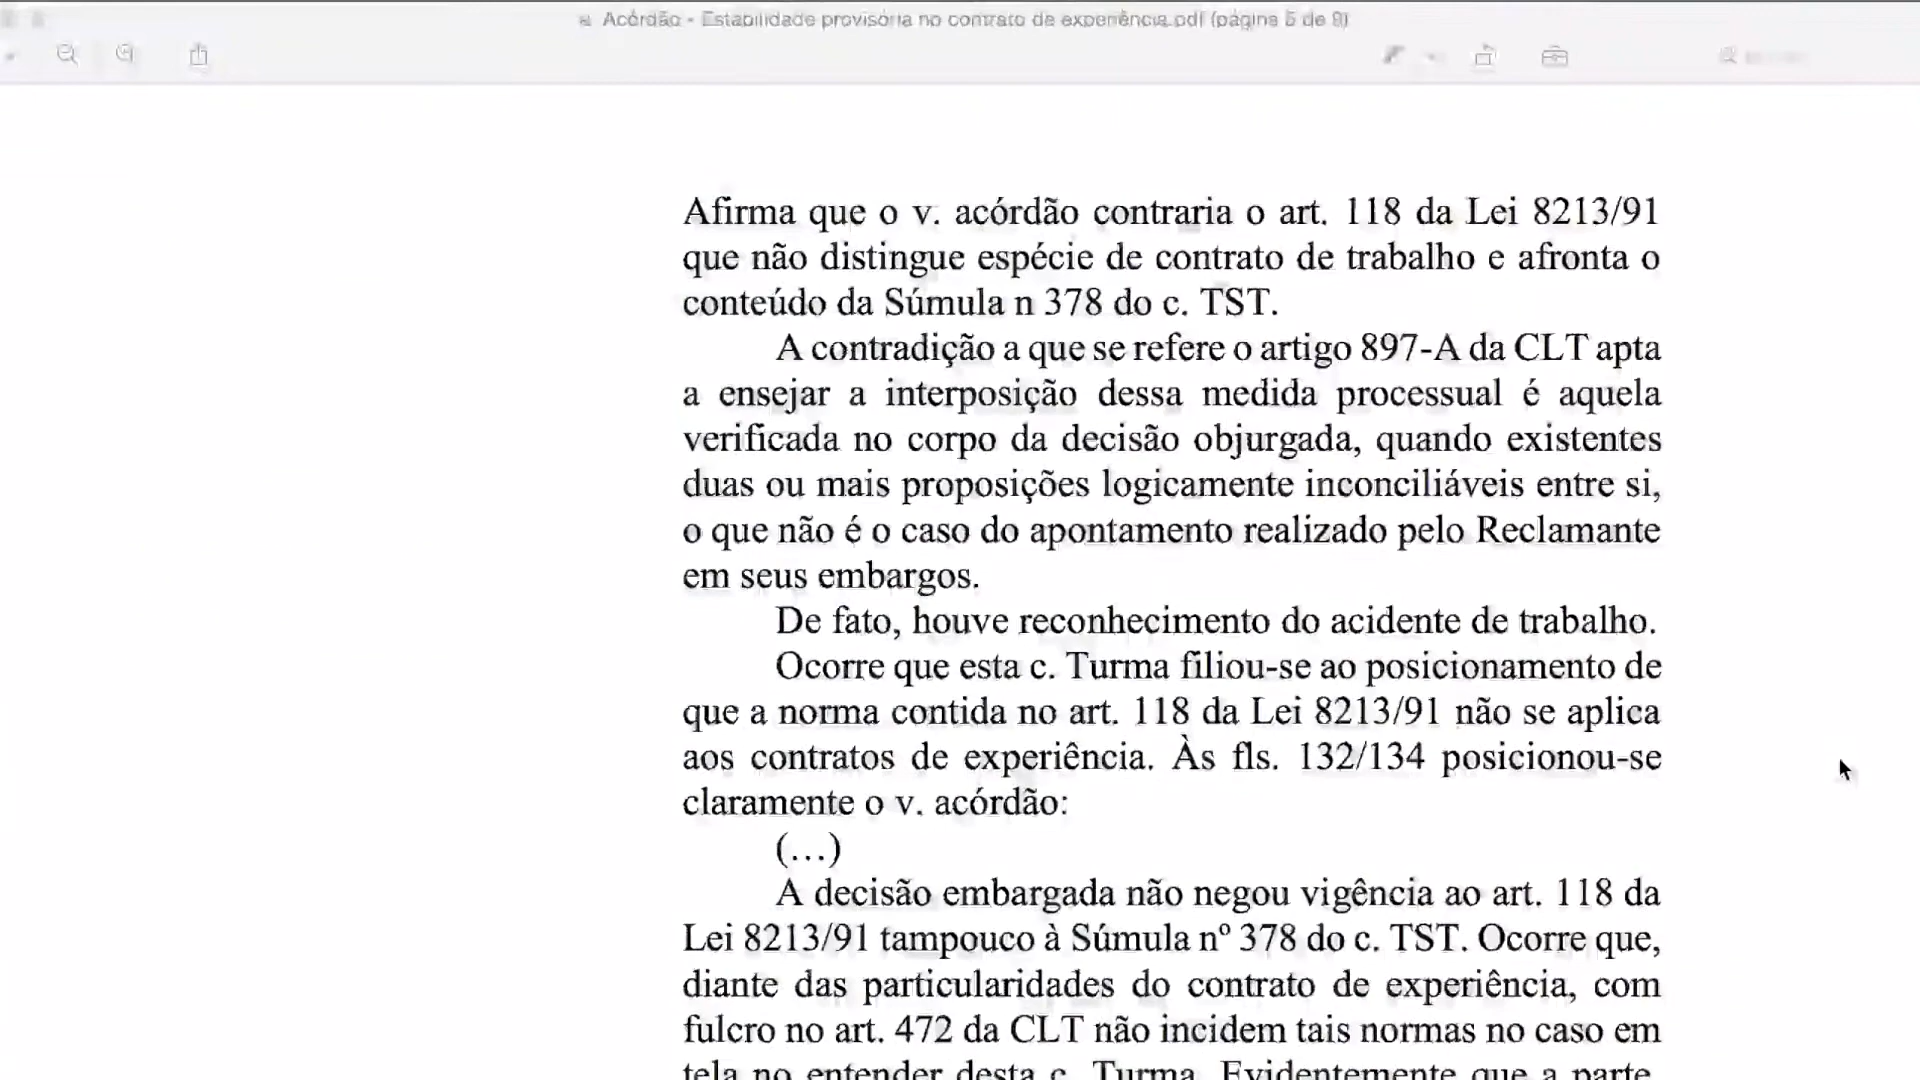 Acórdão - Estabilidade provisória no contrato de experiência.pdf (página 5 de 9)
Afirma que o v. acórdão contraria o art. 118 da Lei 8213/91
que não distingue espécie de contrato de trabalho e afronta o
conteúdo da Súmula n 378 do c. TST.
A contradição a que se refere o artigo 897-A da CLT apta
a ensejar a interposição dessa medida processual é aquela
verificada no corpo da decisão objurgada, quando existentes
duas ou mais proposições logicamente inconciliáveis entre si,
o que não é o caso do apontamento realizado pelo Reclamante
em seus embargos.
De fato, houve reconhecimento do acidente de trabalho.
Ocorre que esta c. Turma filiou-se ao posicionamento de
que a norma contida no art. 118 da Lei 8213/91 não se aplica
aos contratos de experiência. Às fls. 132/134 posicionou-se
claramente o v. acórdão:
(...)
A decisão embargada não negou vigência ao art. 118 da
Lei 8213/91 tampouco à Súmula nº 378 do c. TST. Ocorre que,
diante das particularidades do contrato de experiência, com
fulcro no art. 472 da CLT não incidem tais normas no caso em
tela no entender desta c. Turma. Evidentemente que a parte